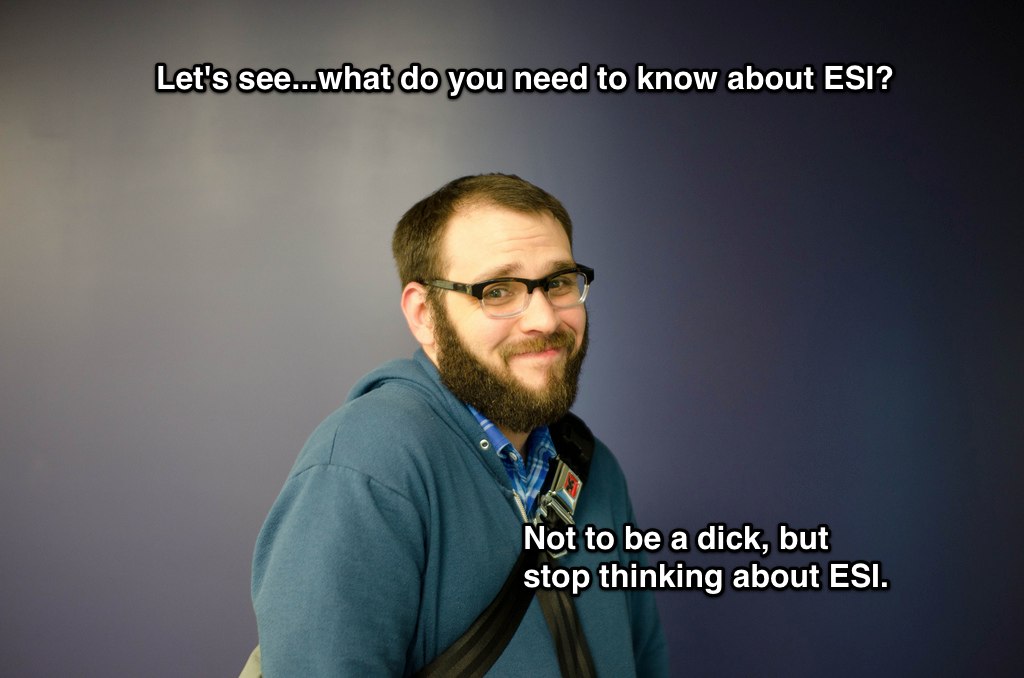 Let's see...what do you need to know about ESI?
Not to be a dick, but
stop thinking about ESI.